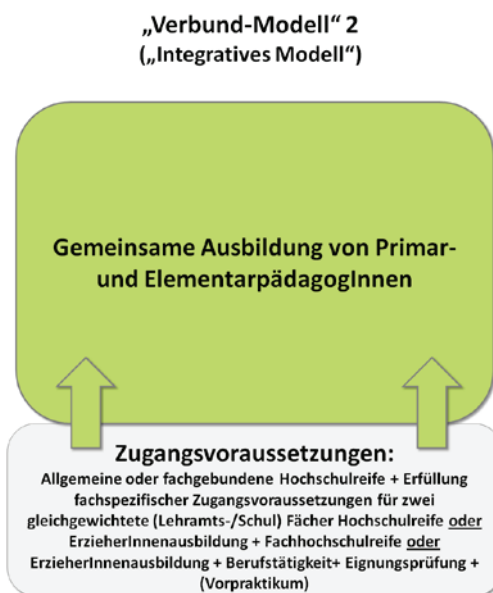 „Verbund-Modell“ 2
(„Integratives Modell“)
Gemeinsame Ausbildung von Primar-
und ElementarpädagogInnen
Zugangsvoraussetzungen:
Allgemeine oder fachgebundene Hochschulreife + Erfüllung
fachspezifischer Zugangsvoraussetzungen für zwei
gleichgewichtete (Lehramts-/Schul) Fächer Hochschulreife oder
ErzieherInnenausbildung + Fachhochschulreife oder
ErzieherInnenausbildung + Berufstätigkeit+ Eignungsprüfung +
(Vorpraktikum)